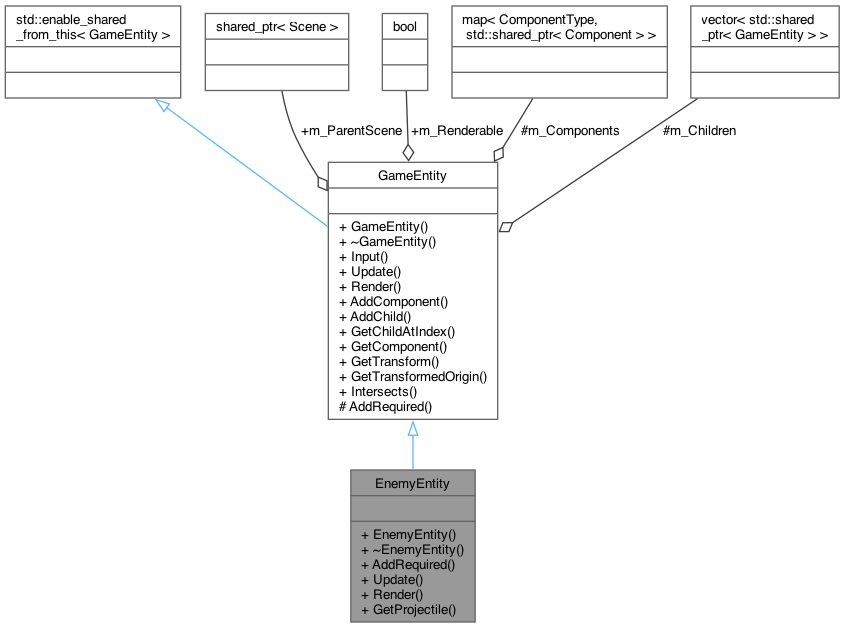 std::enable_shared
_from_this< GameEntity >
shared_ptr< Scene >
bool
map< ComponentType,
std::shared_ptr< Component > >
vector< std::shared
_ptr< GameEntity > >
+m_ParentScene
+m_Renderable
#m_Components
#m_Children
GameEntity
+ GameEntity()
+ ~GameEntity()
+ Input()
+ Update()
+ Render()
+ AddComponent()
+ AddChild()
+ GetChildAtIndex()
+ GetComponent()
+ GetTransform()
+ GetTransformedOrigin()
+ Intersects()
# AddRequired()
EnemyEntity
+ EnemyEntity()
+ ~EnemyEntity()
+ AddRequired()
+ Update()
+ Render()
+ GetProjectile()